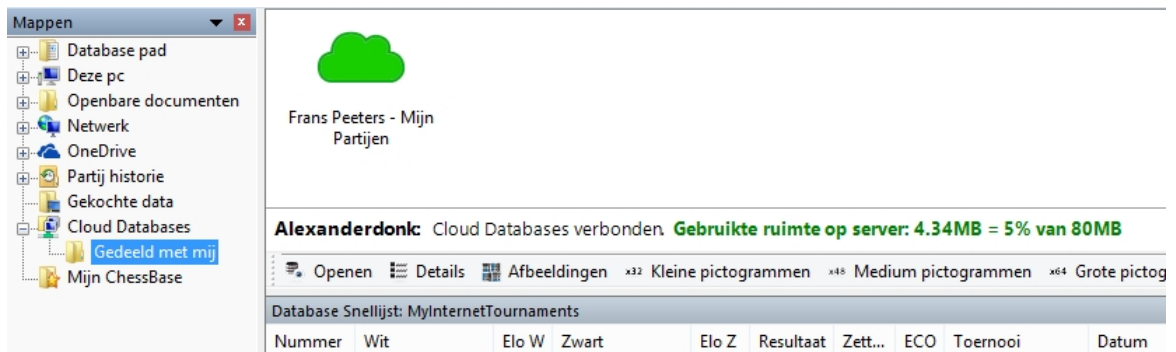 Mappen
Database pad
Deze pc
Openbare documenten
Netwerk
OneDrive
Partij historie
Gekochte data
Cloud Databases
Gedeeld met mij
Mijn ChessBase
Frans Peeters - Mijn
Partijen
Alexanderdonk: Cloud Databases verbonden. Gebruikte ruimte op server: 4.34MB = 5% van 80MB
Openen Details Afbeeldingen x32 Kleine pictogrammen x48 Medium pictogrammen x64 Grote pictog
Database Snellijst: MyInternetTournaments
Nummer Wit Elo W Zwart Elo Z Resultaat Zett... ECO Toernooi Datum